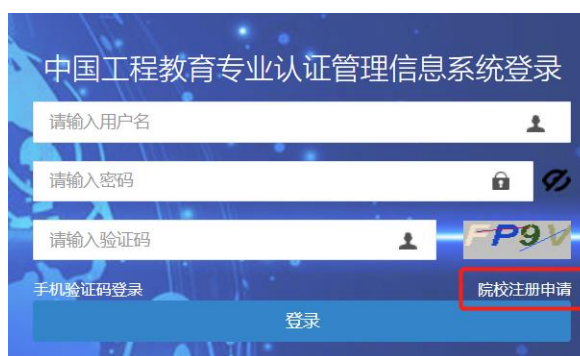 中国工程教育专业认证管理信息系统登录
请输入用户名
请输入密码
请输入验证码
FP9V
手机验证码登录
院校注册申请
登录